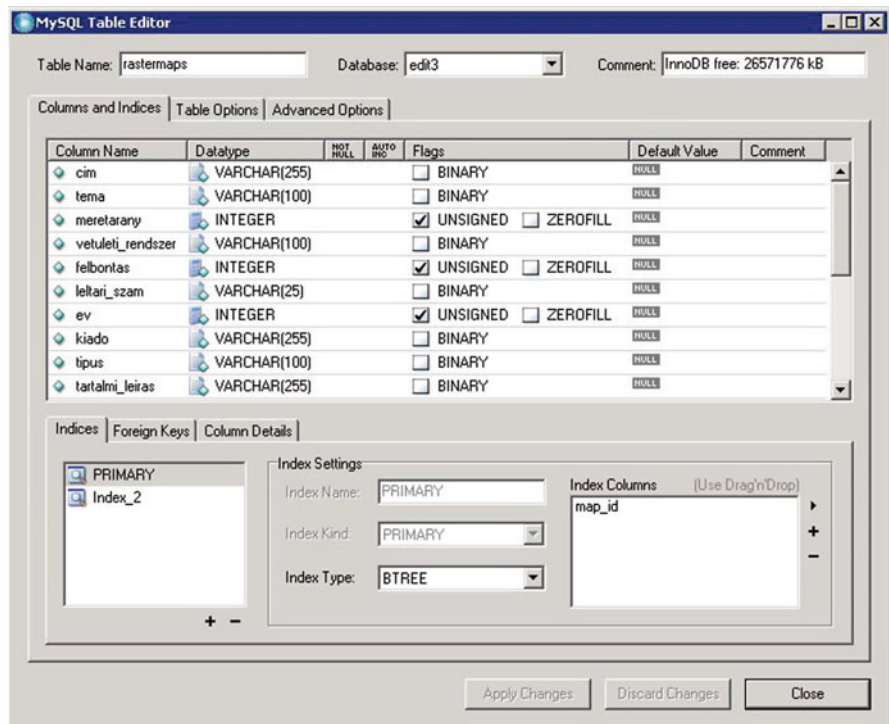 MySQL Table Editor
Table Name: rastermaps Database: edit3 Comment: InnoDB free: 26571776 kB
Columns and Indices Table Options Advanced Options
Column Name Datatype NOT NULL AUTO INC Flags Default Value Comment
cim VARCHAR(255) BINARY NULL
tema VARCHAR(100) BINARY NULL
meretarany INTEGER UNSIGNED ZEROFILL NULL
vetuleti_rendszer VARCHAR(100) BINARY NULL
felbontas INTEGER UNSIGNED ZEROFILL NULL
leltari_szam VARCHAR(25) BINARY NULL
ev INTEGER UNSIGNED ZEROFILL NULL
kiado VARCHAR(255) BINARY NULL
tipus VARCHAR(100) BINARY NULL
tartalmi_leiras VARCHAR(255) BINARY NULL
Indices Foreign Keys Column Details
PRIMARY
Index_2
Index Settings
Index Name: PRIMARY
Index Kind: PRIMARY
Index Type: BTREE
Index Columns (Use Drag'n'Drop)
map_id
Apply Changes Discard Changes Close